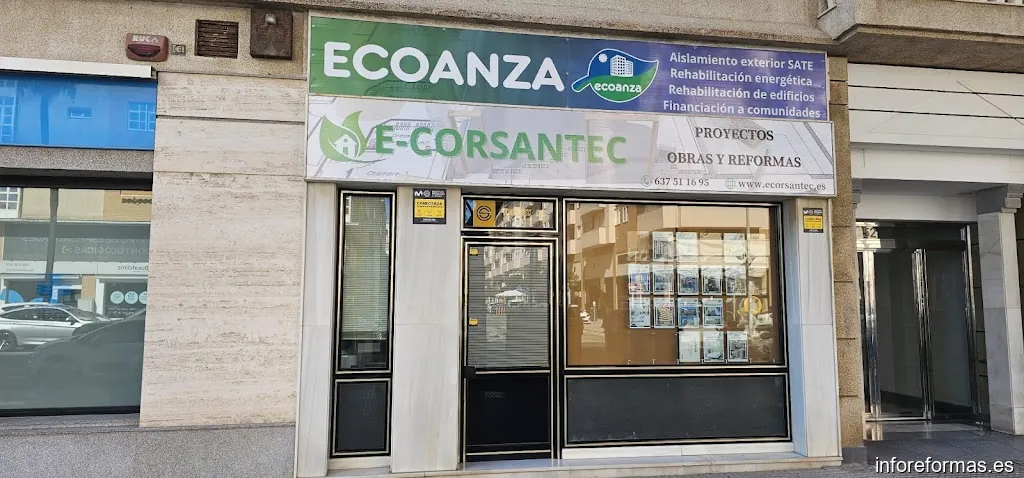 RUCA
ECOANZA
ecoanza
Aislamiento exterior SATE
Rehabilitación energética
Rehabilitación de edificios
Financiación a comunidades
E-CORSANTEC
PROYECTOS
OBRAS Y REFORMAS
637 51 16 95
www.ecorsantec.es
CONECTADA
inforeformas.es